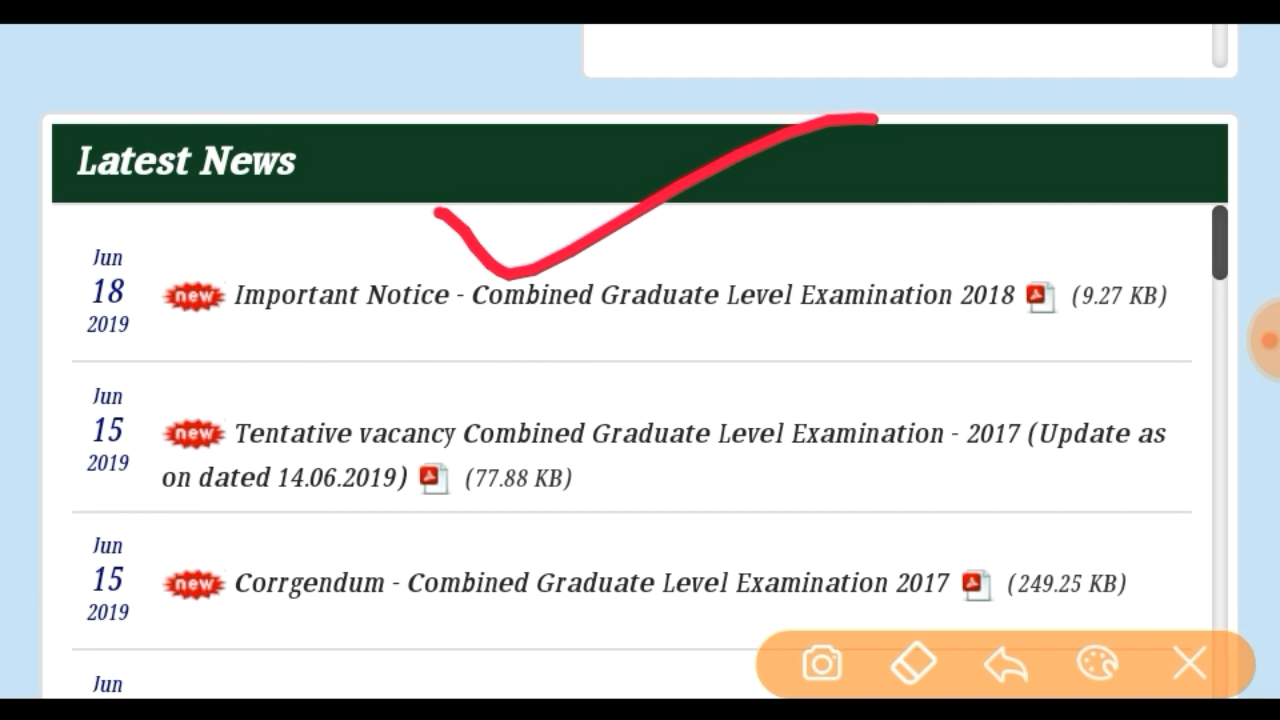 Latest News
Jun
18
2019
new Important Notice - Combined Graduate Level Examination 2018 (9.27 KB)
Jun
15
2019
new Tentative vacancy Combined Graduate Level Examination - 2017 (Update as
on dated 14.06.2019) (77.88 KB)
Jun
15
2019
new Corrgendum - Combined Graduate Level Examination 2017 (249.25 KB)
Jun